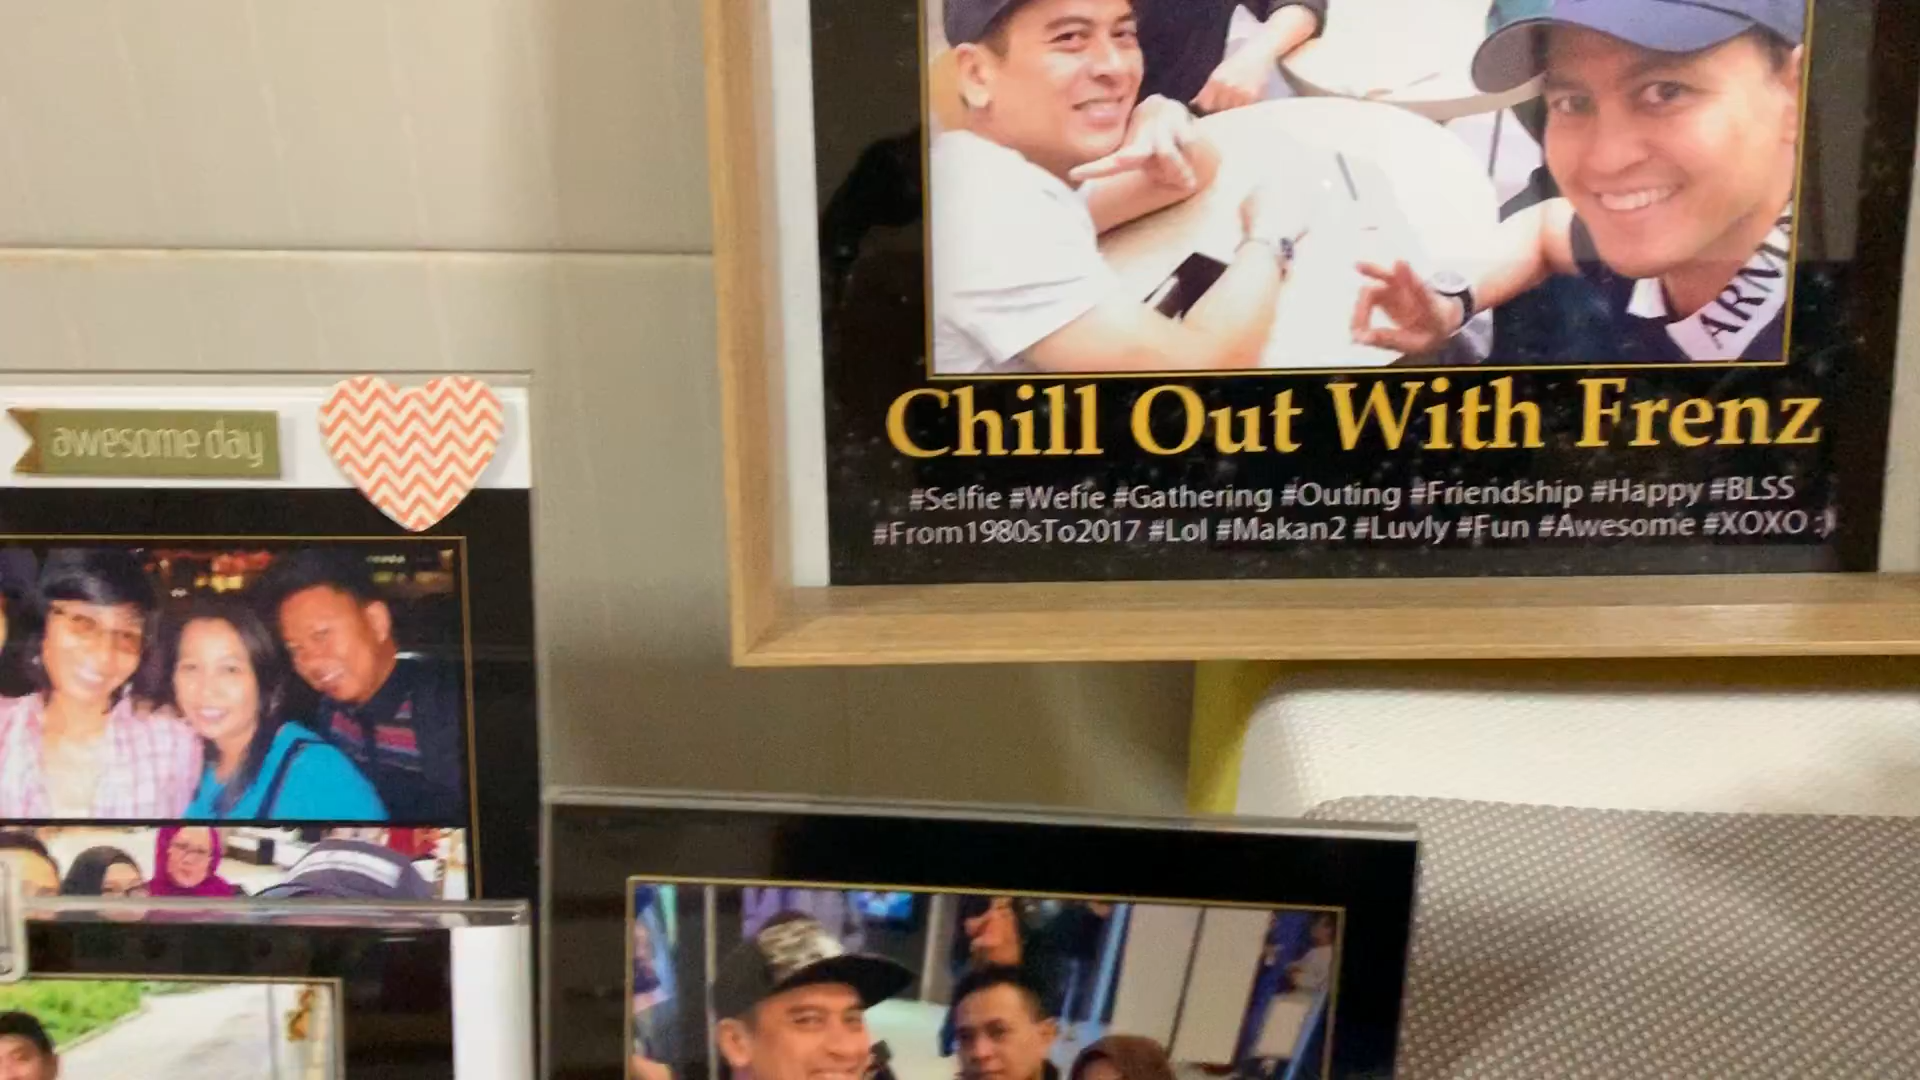 ARM
awesome day
Chill Out With Frenz
#Selfie #Wefie #Gathering #Outing #Friendship #Happy #BLSS
#From1980sTo2017 #Lol #Makan2 #Luvly #Fun #Awesome #XOXO :)